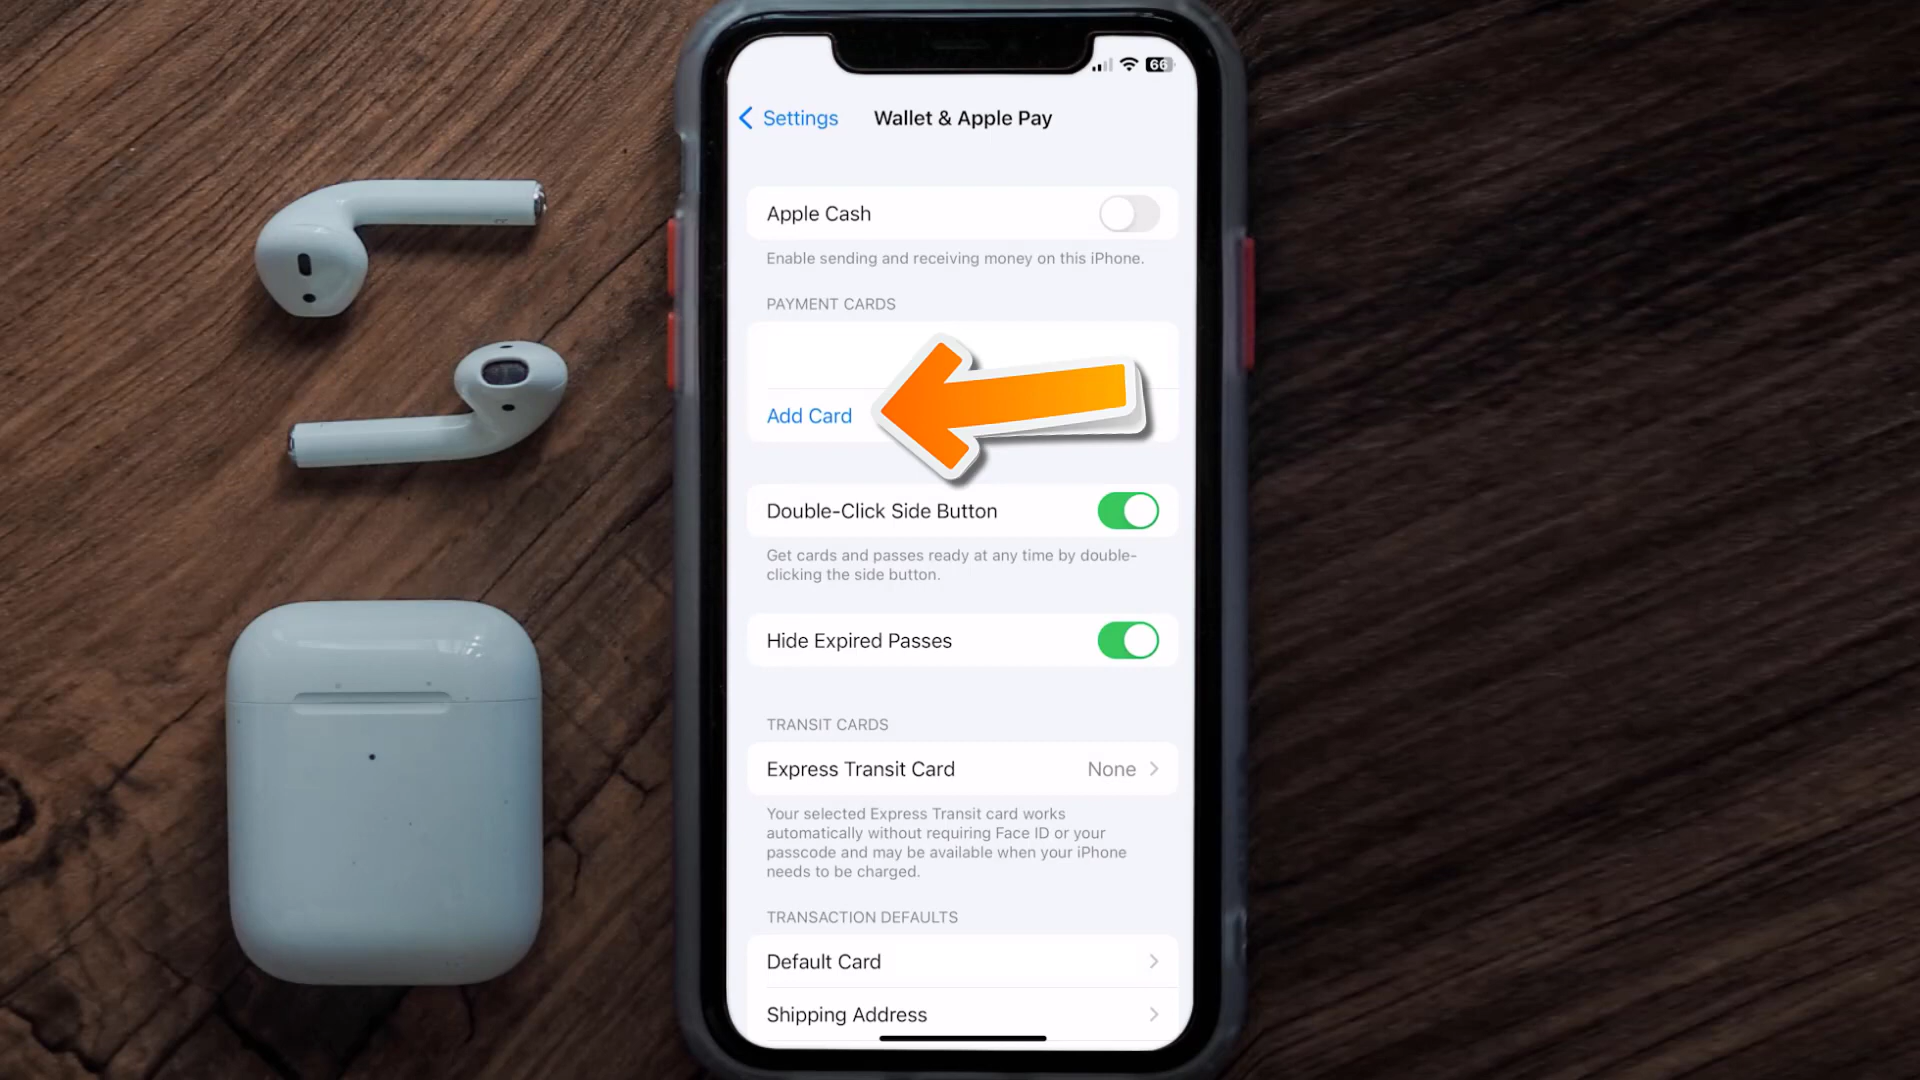 66
Settings
Wallet & Apple Pay
Apple Cash
Enable sending and receiving money on this iPhone.
PAYMENT CARDS
Add Card
Double-Click Side Button
Get cards and passes ready at any time by double-
clicking the side button.
Hide Expired Passes
TRANSIT CARDS
Express Transit Card
None
Your selected Express Transit card works
automatically without requiring Face ID or your
passcode and may be available when your iPhone
needs to be charged.
TRANSACTION DEFAULTS
Default Card
Shipping Address